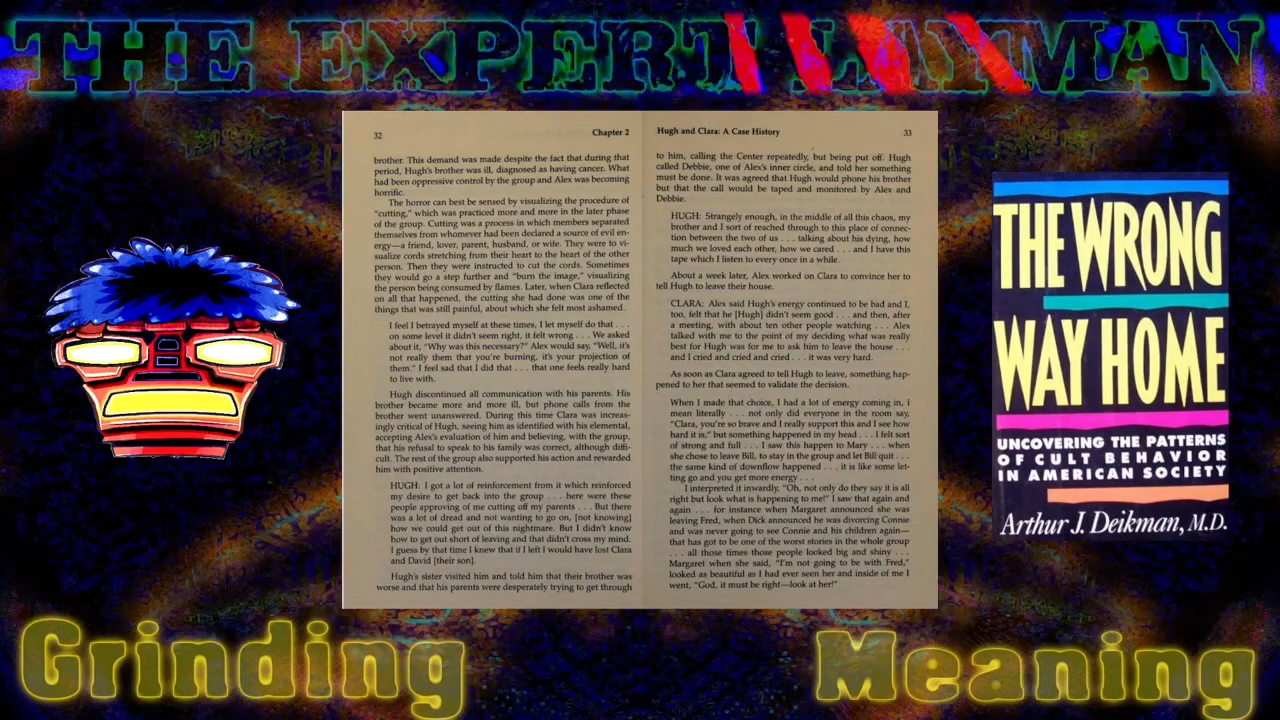 THE EXPERT LAYMAN
32 Chapter 2
brother. This demand was made despite the fact that during that
period, Hugh's brother was ill, diagnosed as having cancer. What
had been oppressive control by the group and Alex was becoming
horrific.
The horror can best be sensed by visualizing the procedure of
"cutting," which was practiced more and more in the later phase
of the group. Cutting was a process in which members separated
themselves from whomever had been declared a source of evil en-
ergy—a friend, lover, parent, husband, or wife. They were to vi-
sualize cords stretching from their heart to the heart of the other
person. Then they were instructed to cut the cords. Sometimes
they would go a step further and "burn the image," visualizing
the person being consumed by flames. Later, when Clara reflected
on all that happened, the cutting she had done was one of the
things that was still painful, about which she felt most ashamed.
I feel I betrayed myself at these times, I let myself do that . . .
on some level it didn't seem right, it felt wrong . . . We asked
about it, "Why was this necessary?" Alex would say, "Well, it's
not really them that you're burning, it's your projection of
them." I feel sad that I did that . . . that one feels really hard
to live with.
Hugh discontinued all communication with his parents. His
brother became more and more ill, but phone calls from the
brother went unanswered. During this time Clara was increas-
ingly critical of Hugh, seeing him as identified with his elemental,
accepting Alex's evaluation of him and believing, with the group,
that his refusal to speak to his family was correct, although diffi-
cult. The rest of the group also supported his action and rewarded
him with positive attention.
HUGH: I got a lot of reinforcement from it which reinforced
my desire to get back into the group . . . here were these
people approving of me cutting off my parents . . . But there
was a lot of dread and not wanting to go on, [not knowing]
how we could get out of this nightmare. But I didn't know
how to get out short of leaving and that didn't cross my mind.
I guess by that time I knew that if I left I would have lost Clara
and David [their son].
Hugh's sister visited him and told him that their brother was
worse and that his parents were desperately trying to get through
Hugh and Clara: A Case History 33
to him, calling the Center repeatedly, but being put off. Hugh
called Debbie, one of Alex's inner circle, and told her something
must be done. It was agreed that Hugh would phone his brother
but that the call would be taped and monitored by Alex and
Debbie.
HUGH: Strangely enough, in the middle of all this chaos, my
brother and I sort of reached through to this place of connec-
tion between the two of us . . . talking about his dying, how
much we loved each other, how we cared . . . and I have this
tape which I listen to every once in a while.
About a week later, Alex worked on Clara to convince her to
tell Hugh to leave their house.
CLARA: Alex said Hugh's energy continued to be bad and I,
too, felt that he [Hugh] didn't seem good . . . and then, after
a meeting, with about ten other people watching . . . Alex
talked with me to the point of my deciding what was really
best for Hugh was for me to ask him to leave the house . . .
and I cried and cried and cried . . . it was very hard.
As soon as Clara agreed to tell Hugh to leave, something hap-
pened to her that seemed to validate the decision.
When I made that choice, I had a lot of energy coming in, I
mean literally . . . not only did everyone in the room say,
"Clara, you're so brave and I really support this and I see how
hard it is," but something happened in my head . . . I felt sort
of strong and full . . . I saw this happen to Mary . . . when
she chose to leave Bill, to stay in the group and let Bill quit . . .
the same kind of downflow happened . . . it is like some let-
ting go and you get more energy . . .
I interpreted it inwardly, "Oh, not only do they say it is all
right but look what is happening to me!" I saw that again and
again . . . for instance when Margaret announced she was
leaving Fred, when Dick announced he was divorcing Connie
and was never going to see Connie and his children again—
that has got to be one of the worst stories in the whole group
. . . all those times those people looked big and shiny . . .
Margaret when she said, "I'm not going to be with Fred,"
looked as beautiful as I had ever seen her and inside of me I
went, "God, it must be right—look at her!"
THE WRONG
WAY HOME
UNCOVERING THE PATTERNS
OF CULT BEHAVIOR
IN AMERICAN SOCIETY
Arthur J. Deikman, M.D.
Grinding Meaning